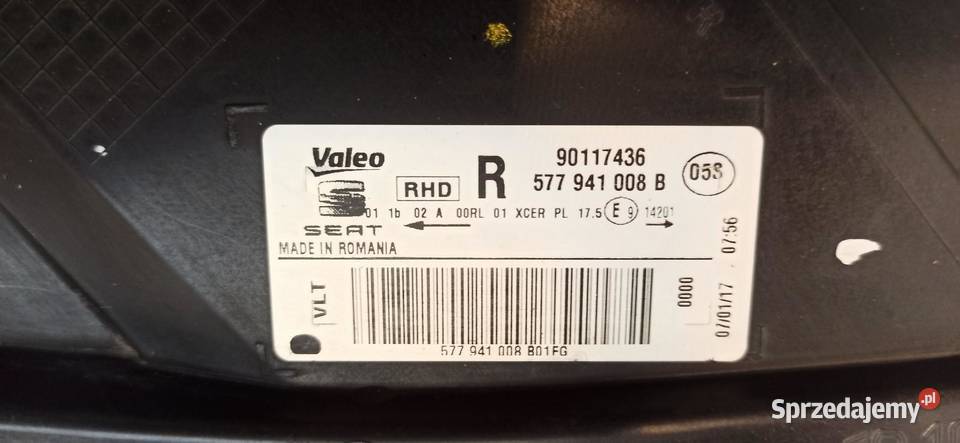 Valeo
RHD
R
90117436
577 941 008 B
05S
S
01 1b 02 A 00RL 01 XCER PL 17.5 E 9 14201
SEAT
MADE IN ROMANIA
VLT
0000
07/01/17 07:56
577 941 008 B01FG
Sprzedajemy.pl